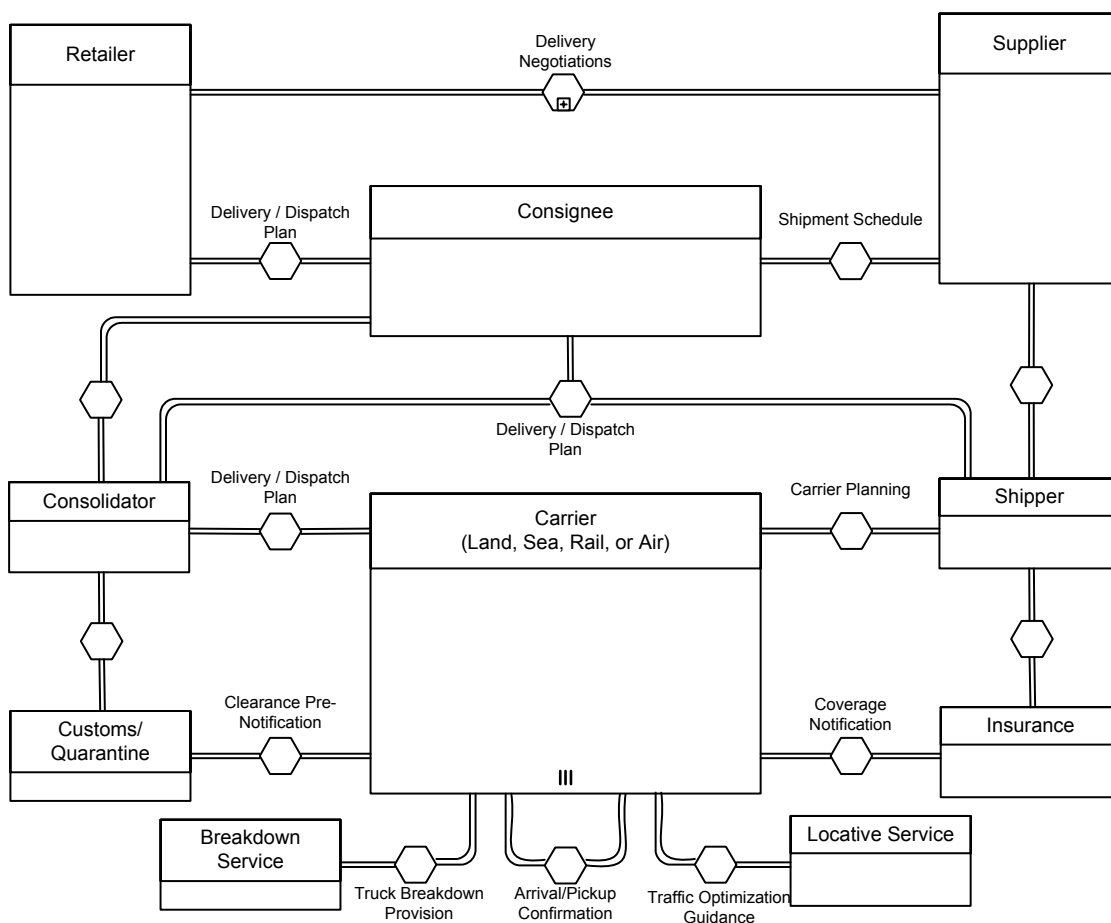 Retailer
Delivery
Negotiations
Supplier
Delivery / Dispatch
Plan
Consignee
Shipment Schedule
Delivery / Dispatch
Plan
Consolidator
Delivery / Dispatch
Plan
Carrier
(Land, Sea, Rail, or Air)
Carrier Planning
Shipper
Customs/
Quarantine
Clearance Pre-
Notification
Coverage
Notification
Insurance
Breakdown
Service
Truck Breakdown
Provision
Arrival/Pickup
Confirmation
Traffic Optimization
Guidance
Locative Service